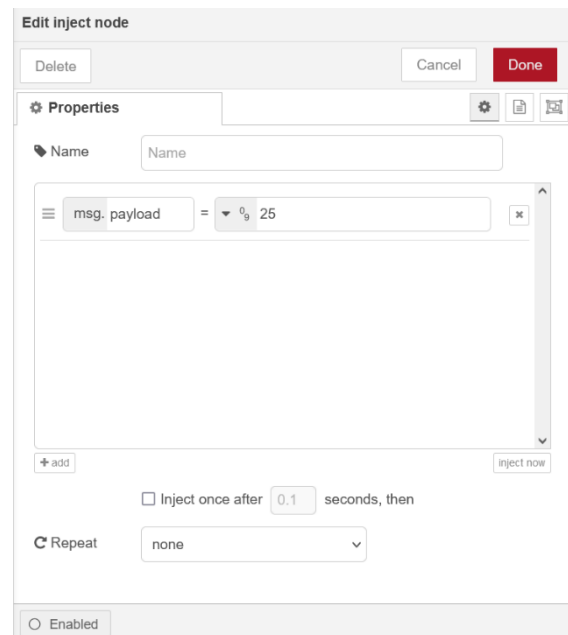 Edit inject node
Delete Cancel Done
Properties
Name Name
msg. payload = 0 9 25
+ add inject now
Inject once after 0.1 seconds, then
Repeat none
Enabled